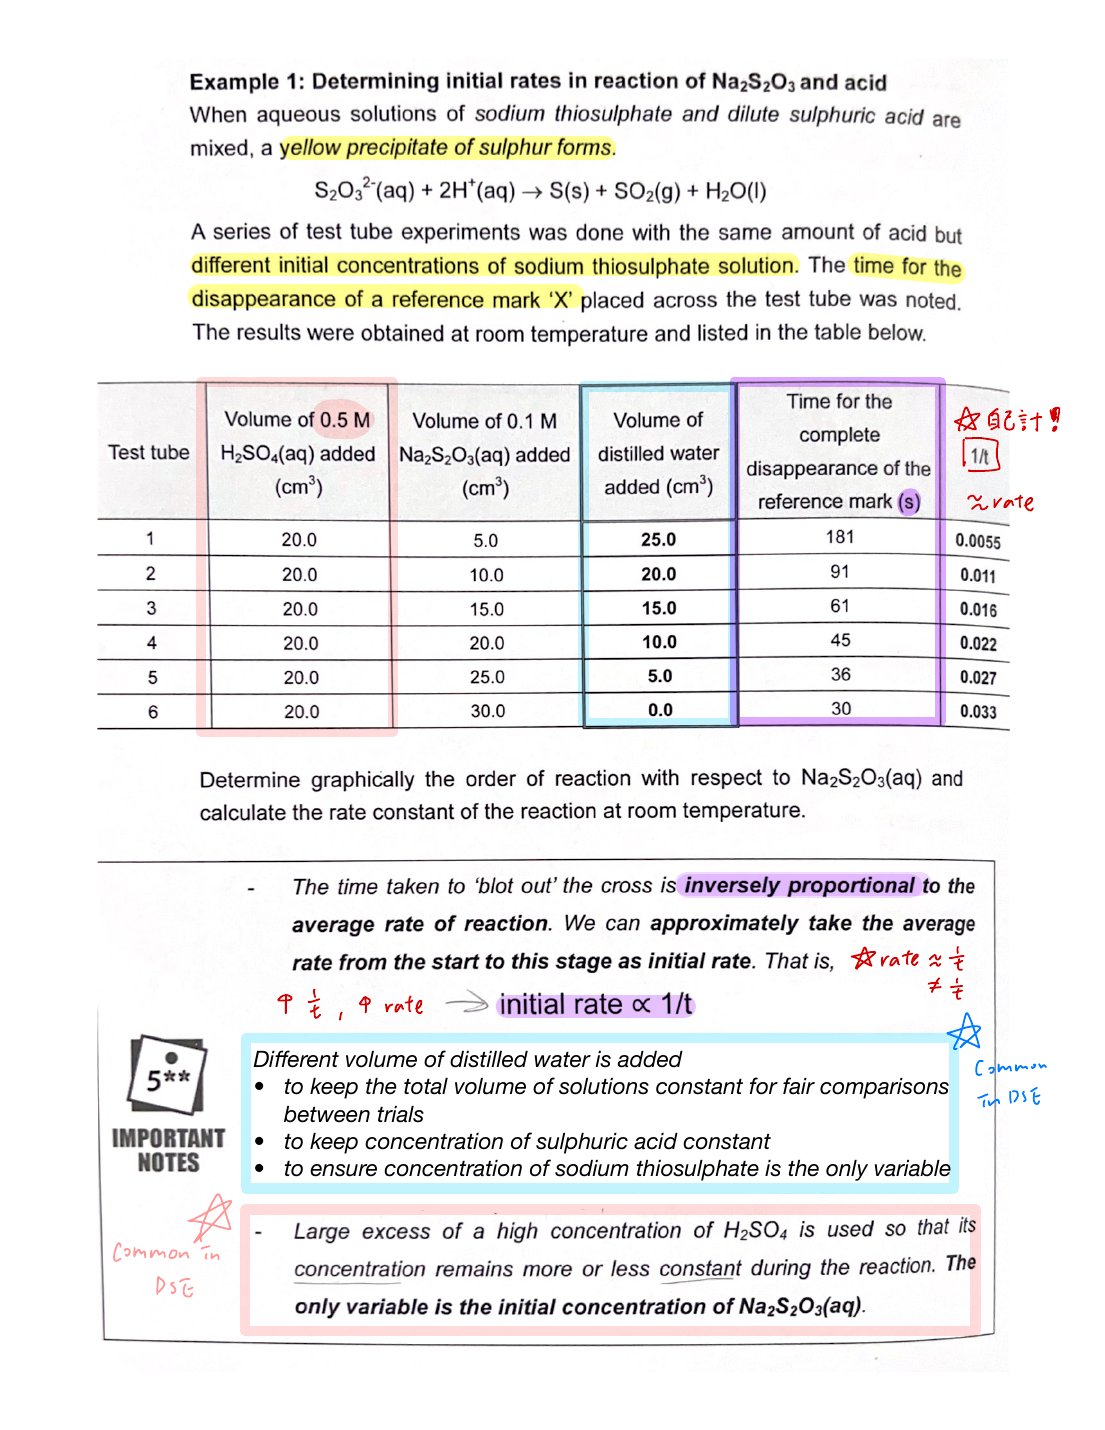 Example 1: Determining initial rates in reaction of Na₂S₂O₃ and acid
When aqueous solutions of sodium thiosulphate and dilute sulphuric acid are
mixed, a yellow precipitate of sulphur forms.
S₂O₃²⁻(aq) + 2H⁺(aq) → S(s) + SO₂(g) + H₂O(l)
A series of test tube experiments was done with the same amount of acid but
different initial concentrations of sodium thiosulphate solution. The time for the
disappearance of a reference mark 'X' placed across the test tube was noted.
The results were obtained at room temperature and listed in the table below.
Test tube
Volume of 0.5 M
H₂SO₄(aq) added
(cm³)
Volume of 0.1 M
Na₂S₂O₃(aq) added
(cm³)
Volume of
distilled water
added (cm³)
Time for the
complete
disappearance of the
reference mark (s)
☆自己計!
1/t
≈ rate
1 20.0 5.0 25.0 181 0.0055
2 20.0 10.0 20.0 91 0.011
3 20.0 15.0 15.0 61 0.016
4 20.0 20.0 10.0 45 0.022
5 20.0 25.0 5.0 36 0.027
6 20.0 30.0 0.0 30 0.033
Determine graphically the order of reaction with respect to Na₂S₂O₃(aq) and
calculate the rate constant of the reaction at room temperature.
- The time taken to 'blot out' the cross is inversely proportional to the
average rate of reaction. We can approximately take the average
rate from the start to this stage as initial rate. That is, ☆rate ≈ 1/t
≠ 1/t
↑ 1/t, ↑ rate → initial rate ∝ 1/t
5**
IMPORTANT
NOTES
Different volume of distilled water is added
• to keep the total volume of solutions constant for fair comparisons
between trials
• to keep concentration of sulphuric acid constant
• to ensure concentration of sodium thiosulphate is the only variable
☆
Common
in DSE
- Large excess of a high concentration of H₂SO₄ is used so that its
concentration remains more or less constant during the reaction. The
only variable is the initial concentration of Na₂S₂O₃(aq).
☆
Common in
DSE